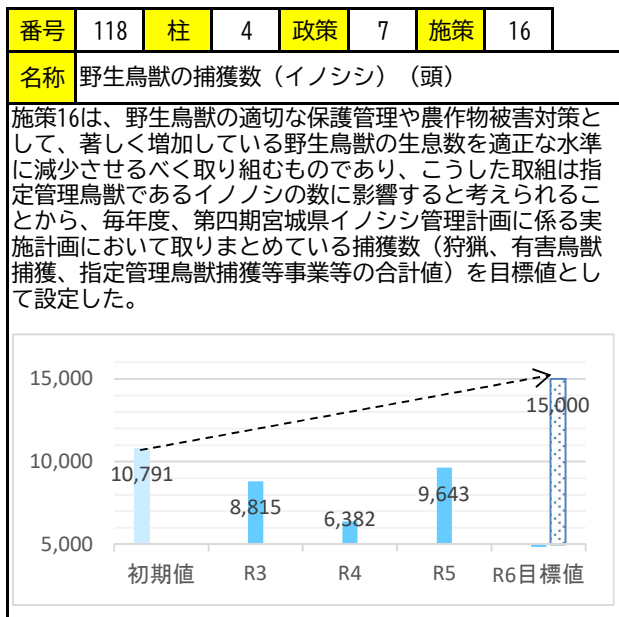 番号 118 柱 4 政策 7 施策 16
名称 野生鳥獣の捕獲数（イノシシ）（頭）
施策16は、野生鳥獣の適切な保護管理や農作物被害対策と
して、著しく増加している野生鳥獣の生息数を適正な水準
に減少させるべく取り組むものであり、こうした取組は指
定管理鳥獣であるイノノシの数に影響すると考えられるこ
とから、毎年度、第四期宮城県イノシシ管理計画に係る実
施計画において取りまとめている捕獲数（狩猟、有害鳥獣
捕獲、指定管理鳥獣捕獲等事業等の合計値）を目標値とし
て設定した。
15,000
15,000
10,000
10,791
8,815
6,382
9,643
5,000
初期値 R3 R4 R5 R6目標値